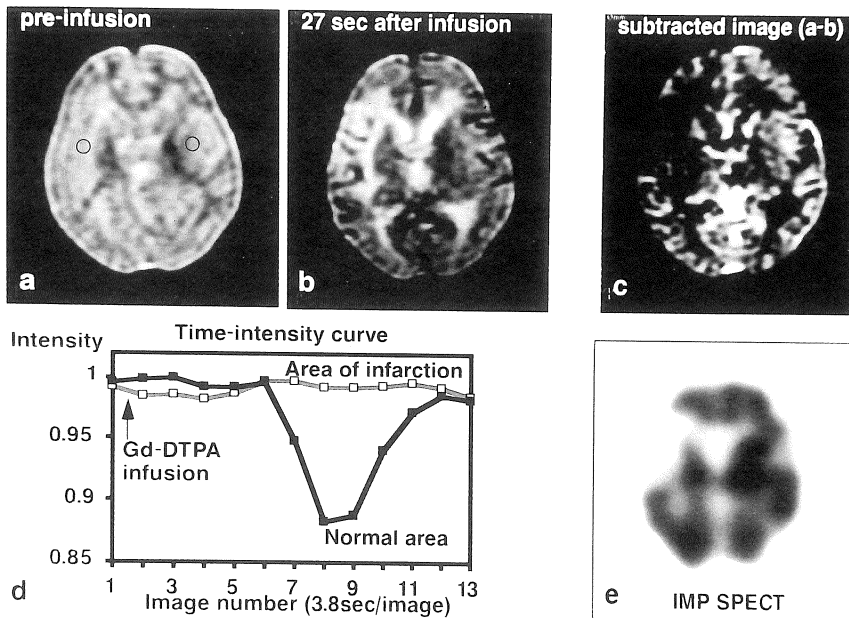 pre-infusion
27 sec after infusion
subtracted image (a-b)
a
b
c
Intensity
Time-intensity curve
1
0.95
0.9
0.85
Area of infarction
Gd-DTPA
infusion
Normal area
1 3 5 7 9 11 13
Image number (3.8sec/image)
d
e
IMP SPECT